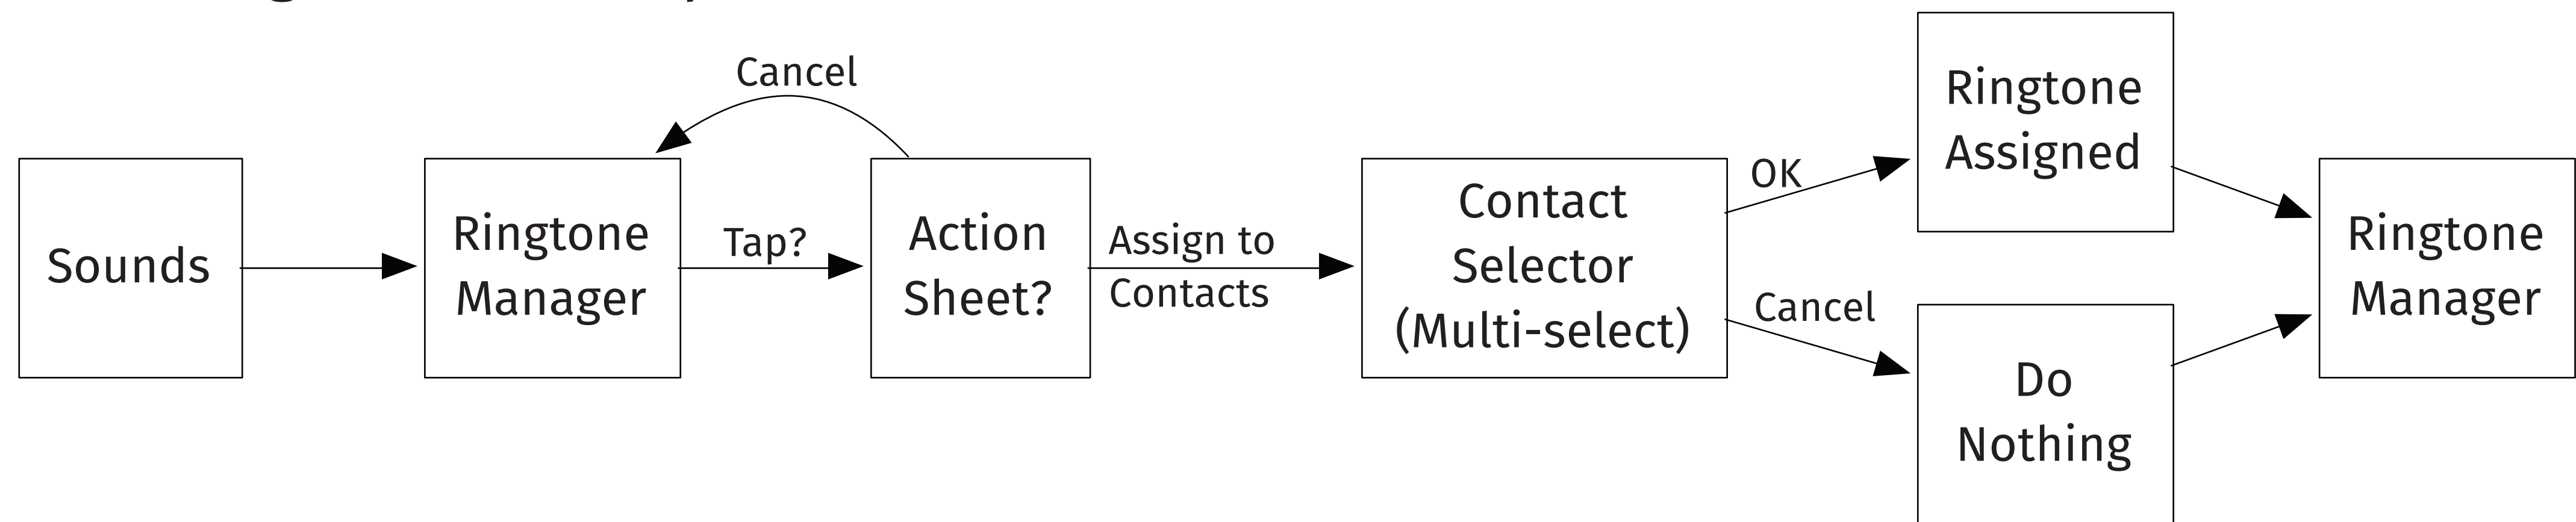 Sounds
Ringtone
Manager
Cancel
Tap?
Action
Sheet?
Assign to
Contacts
Contact
Selector
(Multi-select)
OK
Cancel
Ringtone
Assigned
Do
Nothing
Ringtone
Manager